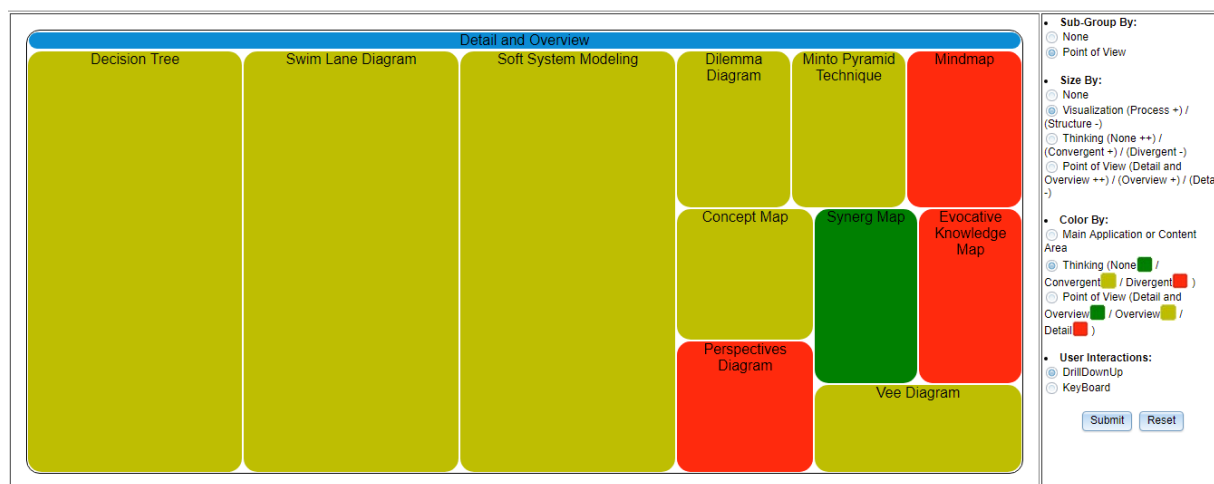 Detail and Overview
Decision Tree
Swim Lane Diagram
Soft System Modeling
Dilemma
Diagram
Minto Pyramid
Technique
Mindmap
Concept Map
Synerg Map
Evocative
Knowledge
Map
Perspectives
Diagram
Vee Diagram
Sub-Group By:
None
Point of View
Size By:
None
Visualization (Process +) /
(Structure -)
Thinking (None ++) /
(Convergent +) / (Divergent -)
Point of View (Detail and
Overview ++) / (Overview +) / (Deta
-)
Color By:
Main Application or Content
Area
Thinking (None /
Convergent / Divergent )
Point of View (Detail and
Overview / Overview /
Detail )
User Interactions:
DrillDownUp
KeyBoard
Submit Reset